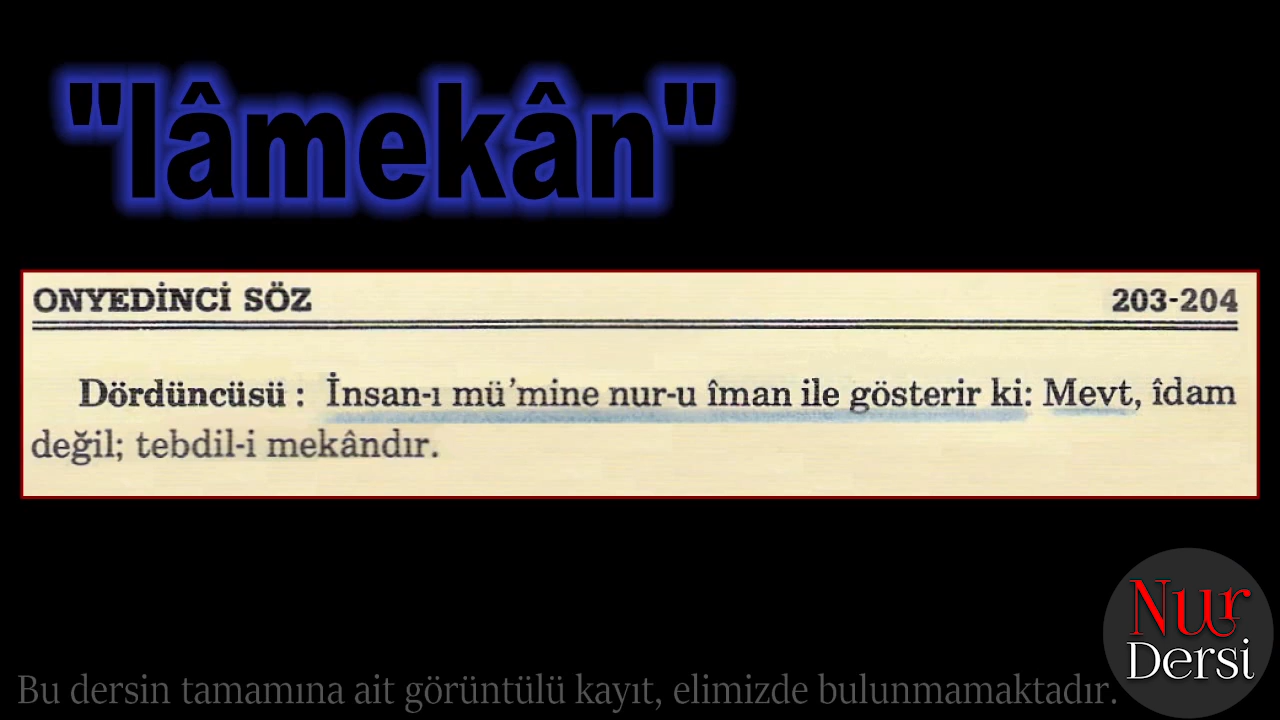 "lâmekân"
ONYEDİNCİ SÖZ 203-204
Dördüncüsü : İnsan-ı mü'mine nur-u îman ile gösterir ki: Mevt, îdam
değil; tebdil-i mekândır.
Nur
Dersi
Bu dersin tamamına ait görüntülü kayıt, elimizde bulunmamaktadır.